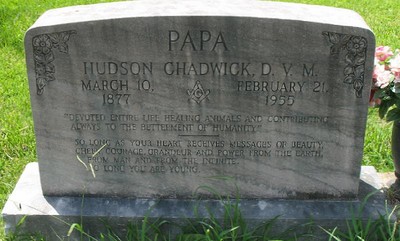 PAPA
HUDSON CHADWICK, D. V. M.
MARCH 10, FEBRUARY 21,
1877 1955
"DEVOTED ENTIRE LIFE HEALING ANIMALS AND CONTRIBUTING
ALWAYS TO THE BETTLEMENT OF HUMANITY."
SO LONG AS YOUR HEART RECEIVES MESSAGES OF BEAUTY,
CHEER, COURAGE, GRANDEUR AND POWER FROM THE EARTH,
FROM MAN AND FROM THE INFINITE,
SO LONG YOU ARE YOUNG.